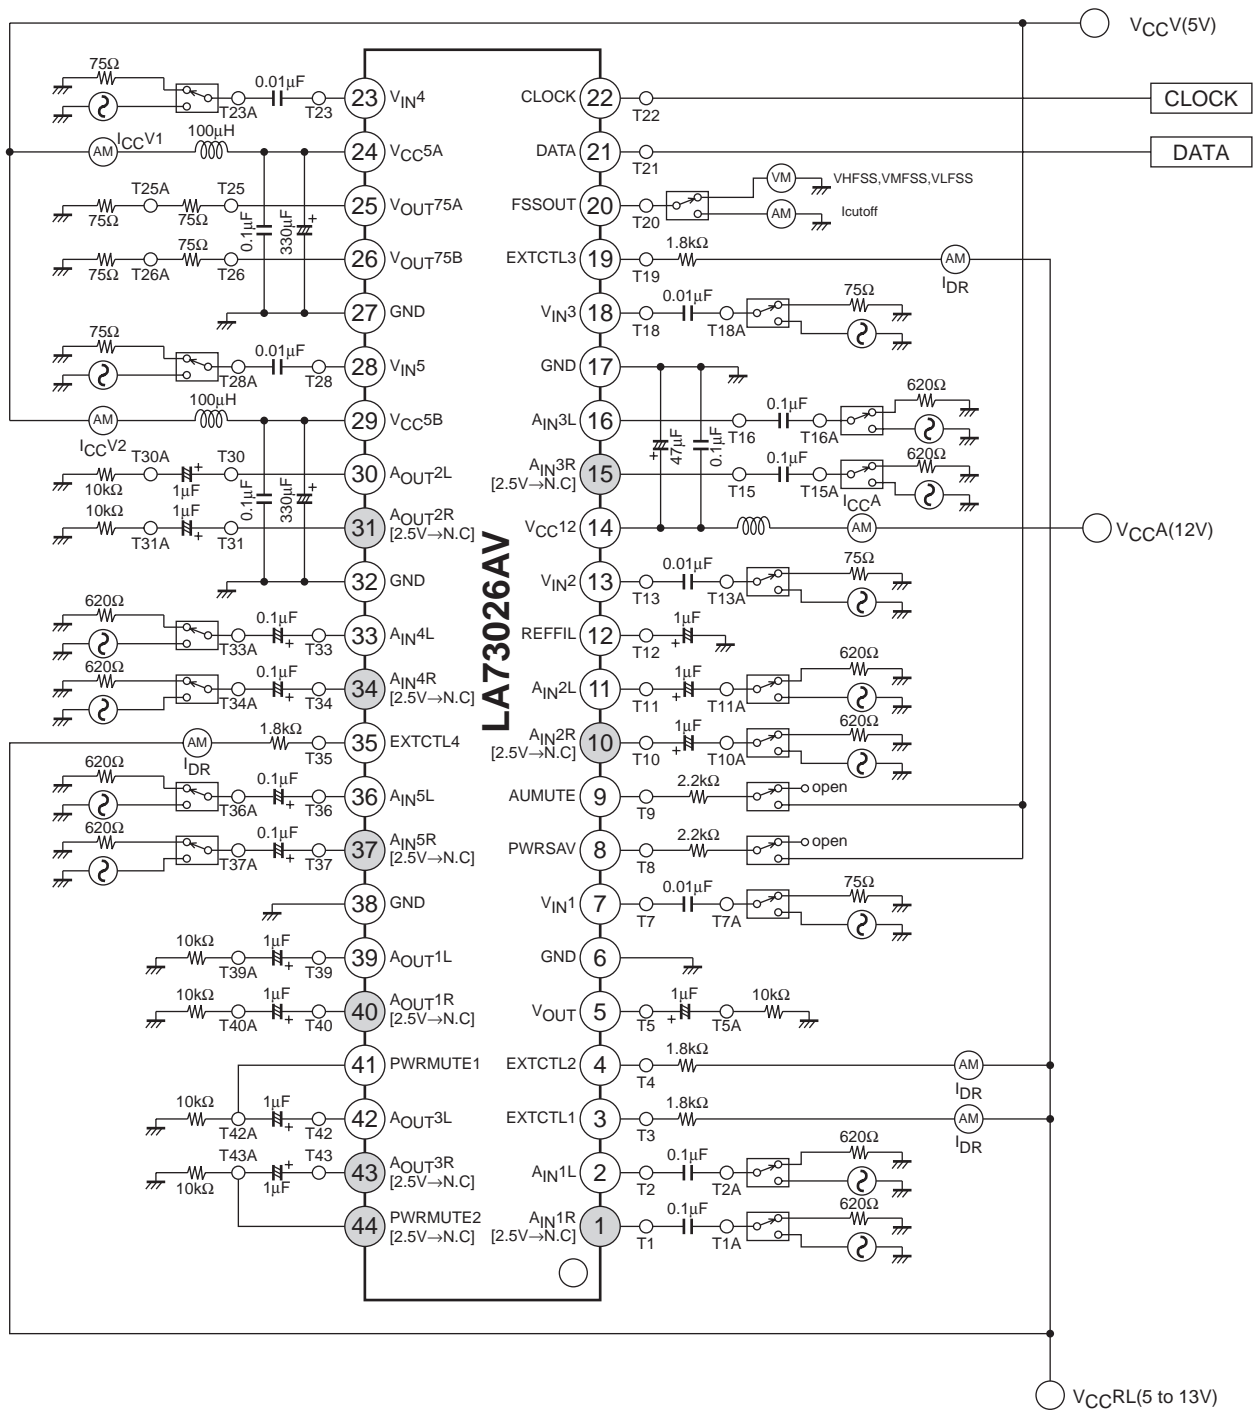 VCCV(5V)
75Ω
0.01µF
T23A
T23
23
VIN4
CLOCK
22
T22
CLOCK
ICCV1
100µH
AM
24
VCC5A
DATA
21
T21
DATA
T25A
T25
75Ω
75Ω
25
VOUT75A
0.1µF
330µF
+
FSSOUT
20
T20
VM
VHFSS,VMFSS,VLFSS
AM
Icutoff
75Ω
75Ω
T26A
T26
26
VOUT75B
EXTCTL3
19
T19
1.8kΩ
AM
IDR
27
GND
VIN3
18
T18
0.01µF
T18A
75Ω
75Ω
0.01µF
T28A
T28
28
VIN5
GND
17
100µH
AM
ICCV2
29
VCC5B
AIN3L
16
47µF
+
0.1µF
T16
0.1µF
T16A
620Ω
T30A
T30
10kΩ
1µF
+
30
AOUT2L
0.1µF
330µF
+
AIN3R
[2.5V→N.C]
15
T15
0.1µF
T15A
620Ω
10kΩ
1µF
+
T31A
T31
31
AOUT2R
[2.5V→N.C]
VCC12
14
ICCA
AM
VCCA(12V)
LA73026AV
32
GND
VIN2
13
T13
0.01µF
T13A
75Ω
620Ω
0.1µF
+
T33A
T33
33
AIN4L
REFFIL
12
T12
1µF
+
620Ω
0.1µF
+
T34A
T34
34
AIN4R
[2.5V→N.C]
AIN2L
11
T11
1µF
+
T11A
620Ω
AM
IDR
1.8kΩ
T35
35
EXTCTL4
AIN2R
[2.5V→N.C]
10
T10
1µF
+
T10A
620Ω
620Ω
0.1µF
+
T36A
T36
36
AIN5L
AUMUTE
9
T9
2.2kΩ
open
620Ω
0.1µF
+
T37A
T37
37
AIN5R
[2.5V→N.C]
PWRSAV
8
T8
2.2kΩ
open
38
GND
VIN1
7
T7
0.01µF
T7A
75Ω
10kΩ
1µF
+
T39A
T39
39
AOUT1L
GND
6
10kΩ
1µF
+
T40A
T40
40
AOUT1R
[2.5V→N.C]
VOUT
5
T5
1µF
+
T5A
10kΩ
41
PWRMUTE1
EXTCTL2
4
T4
1.8kΩ
AM
IDR
10kΩ
1µF
+
T42A
T42
42
AOUT3L
EXTCTL1
3
T3
1.8kΩ
AM
IDR
T43A
T43
10kΩ
1µF
+
43
AOUT3R
[2.5V→N.C]
AIN1L
2
T2
0.1µF
T2A
620Ω
44
PWRMUTE2
[2.5V→N.C]
AIN1R
[2.5V→N.C]
1
T1
0.1µF
T1A
620Ω
VCCRL(5 to 13V)